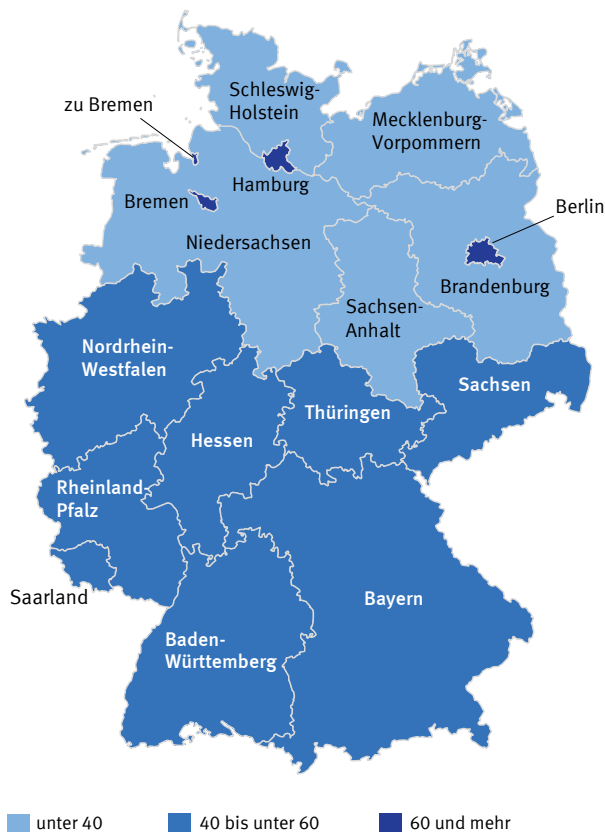 Schleswig-
Holstein
zu Bremen
Mecklenburg-
Vorpommern
Hamburg
Bremen
Berlin
Niedersachsen
Brandenburg
Sachsen-
Anhalt
Nordrhein-
Westfalen
Sachsen
Thüringen
Hessen
Rheinland
Pfalz
Saarland
Bayern
Baden-
Württemberg
unter 40
40 bis unter 60
60 und mehr